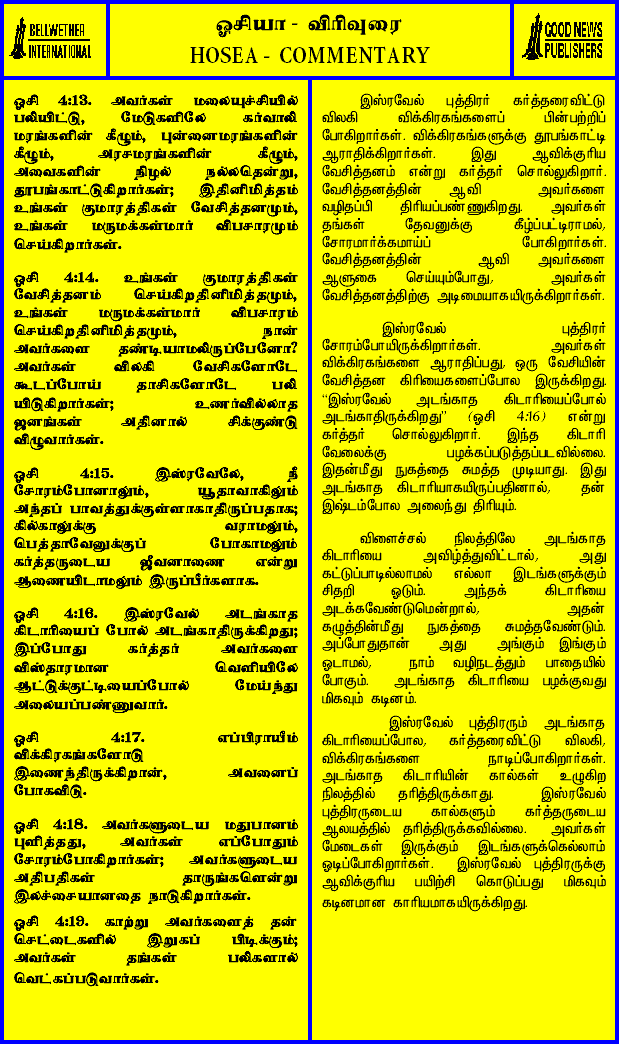 BELLWETHER
INTERNATIONAL
ஓசியா - விரிவுரை
HOSEA - COMMENTARY
GOOD NEWS
PUBLISHERS
ஓசி 4:13. அவர்கள் மலையுச்சியில்
பலியிட்டு, மேடுகளிலே கர்வாலி
மரங்களின் கீழும், புன்னைமரங்களின்
கீழும், அரசமரங்களின் கீழும்,
அவைகளின் நிழல் நல்லதென்று,
தூபங்காட்டுகிறார்கள்; இதினிமித்தம்
உங்கள் குமாரத்திகள் வேசித்தனமும்,
உங்கள் மருமக்கள்மார் விபசாரமும்
செய்கிறார்கள்.
ஓசி 4:14. உங்கள் குமாரத்திகள்
வேசித்தனம் செய்கிறதினிமித்தமும்,
உங்கள் மருமக்கள்மார் விபசாரம்
செய்கிறதினிமித்தமும், நான்
அவர்களை தண்டியாமலிருப்பேனோ?
அவர்கள் விலகி வேசிகளோடே
கூடப்போய் தாசிகளோடே பலி
யிடுகிறார்கள்; உணர்வில்லாத
ஜனங்கள் அதினால் சிக்குண்டு
விழுவார்கள்.
ஓசி 4:15. இஸ்ரவேலே, நீ
சோரம்போனாலும், யூதாவாகிலும்
அந்தப் பாவத்துக்குள்ளாகாதிருப்பதாக;
கில்காலுக்கு வராமலும்,
பெத்தாவேனுக்குப் போகாமலும்
கர்த்தருடைய ஜீவனாணை என்று
ஆணையிடாமலும் இருப்பீர்களாக.
ஓசி 4:16. இஸ்ரவேல் அடங்காத
கிடாரியைப் போல் அடங்காதிருக்கிறது;
இப்போது கர்த்தர் அவர்களை
விஸ்தாரமான வெளியிலே
ஆட்டுக்குட்டியைப்போல் மேய்ந்து
அலையப்பண்ணுவார்.
ஓசி 4:17. எப்பிராயீம்
விக்கிரகங்களோடு
இணைந்திருக்கிறான், அவனைப்
போகவிடு.
ஓசி 4:18. அவர்களுடைய மதுபானம்
புளித்தது, அவர்கள் எப்போதும்
சோரம்போகிறார்கள்; அவர்களுடைய
அதிபதிகள் தாருங்களென்று
இலச்சையானதை நாடுகிறார்கள்.
ஓசி 4:19. காற்று அவர்களைத் தன்
செட்டைகளில் இறுகப் பிடிக்கும்;
அவர்கள் தங்கள் பலிகளால்
வெட்கப்படுவார்கள்.
இஸ்ரவேல் புத்திரர் கர்த்தரைவிட்டு
விலகி விக்கிரகங்களைப் பின்பற்றிப்
போகிறார்கள். விக்கிரகங்களுக்கு தூபங்காட்டி
ஆராதிக்கிறார்கள். இது ஆவிக்குரிய
வேசித்தனம் என்று கர்த்தர் சொல்லுகிறார்.
வேசித்தனத்தின் ஆவி அவர்களை
வழிதப்பி திரியப்பண்ணுகிறது. அவர்கள்
தங்கள் தேவனுக்கு கீழ்ப்பட்டிராமல்,
சோரமார்க்கமாய்ப் போகிறார்கள்.
வேசித்தனத்தின் ஆவி அவர்களை
ஆளுகை செய்யும்போது, அவர்கள்
வேசித்தனத்திற்கு அடிமையாகயிருக்கிறார்கள்.
இஸ்ரவேல் புத்திரர்
சோரம்போயிருக்கிறார்கள். அவர்கள்
விக்கிரகங்களை ஆராதிப்பது, ஒரு வேசியின்
வேசித்தன கிரியைகளைப்போல இருக்கிறது.
“இஸ்ரவேல் அடங்காத கிடாரியைப்போல்
அடங்காதிருக்கிறது” (ஓசி 4:16) என்று
கர்த்தர் சொல்லுகிறார். இந்த கிடாரி
வேலைக்கு பழக்கப்படுத்தப்படவில்லை.
இதன்மீது நுகத்தை சுமத்த முடியாது. இது
அடங்காத கிடாரியாகயிருப்பதினால், தன்
இஷ்டம்போல அலைந்து திரியும்.
விளைச்சல் நிலத்திலே அடங்காத
கிடாரியை அவிழ்த்துவிட்டால், அது
கட்டுப்பாடில்லாமல் எல்லா இடங்களுக்கும்
சிதறி ஓடும். அந்தக் கிடாரியை
அடக்கவேண்டுமென்றால், அதன்
கழுத்தின்மீது நுகத்தை சுமத்தவேண்டும்.
அப்போதுதான் அது அங்கும் இங்கும்
ஓடாமல், நாம் வழிநடத்தும் பாதையில்
போகும். அடங்காத கிடாரியை பழக்குவது
மிகவும் கடினம்.
இஸ்ரவேல் புத்திரரும் அடங்காத
கிடாரியைப்போல, கர்த்தரைவிட்டு விலகி,
விக்கிரகங்களை நாடிப்போகிறார்கள்.
அடங்காத கிடாரியின் கால்கள் உழுகிற
நிலத்தில் தரித்திருக்காது. இஸ்ரவேல்
புத்திரருடைய கால்களும் கர்த்தருடைய
ஆலயத்தில் தரித்திருக்கவில்லை. அவர்கள்
மேடைகள் இருக்கும் இடங்களுக்கெல்லாம்
ஓடிப்போகிறார்கள். இஸ்ரவேல் புத்திரருக்கு
ஆவிக்குரிய பயிற்சி கொடுப்பது மிகவும்
கடினமான காரியமாகயிருக்கிறது.